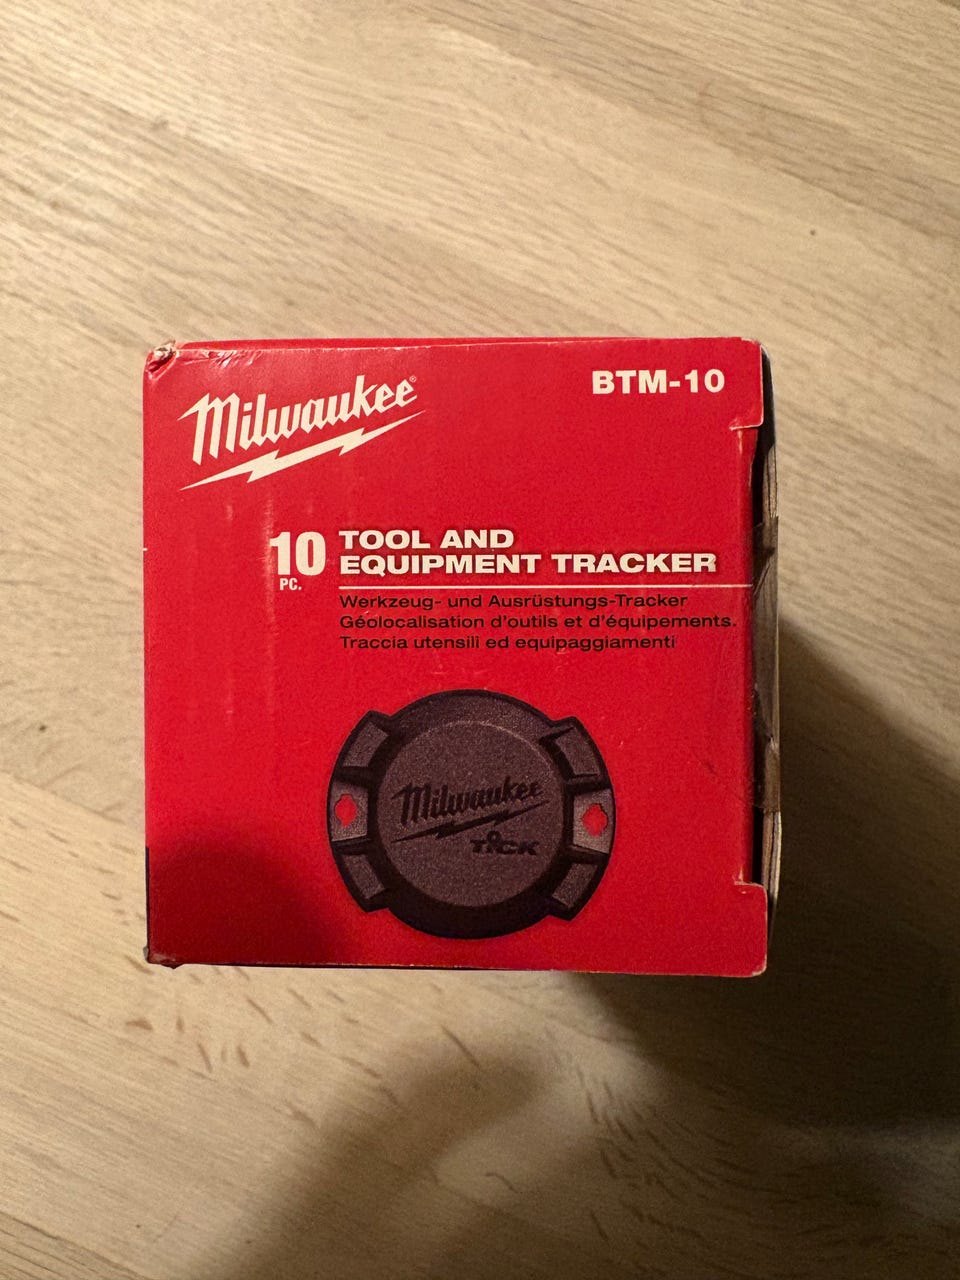 Milwaukee®
BTM-10
10 PC.
TOOL AND
EQUIPMENT TRACKER
Werkzeug- und Ausrüstungs-Tracker
Géolocalisation d'outils et d'équipements.
Traccia utensili ed equipaggiamenti
Milwaukee
TICK